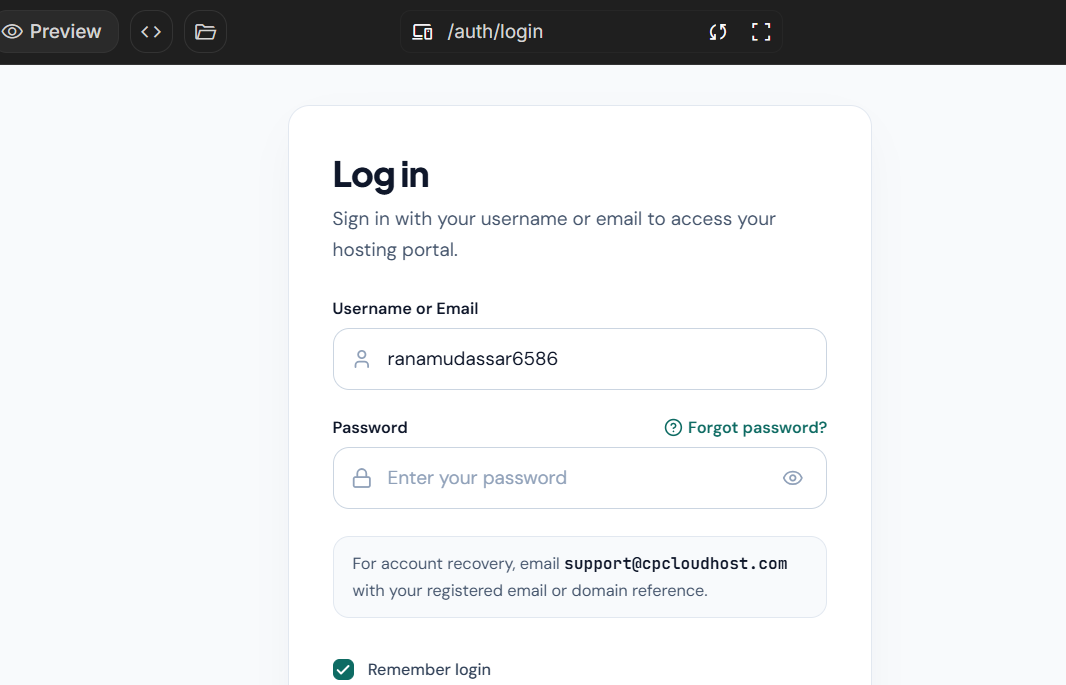 Preview
/auth/login
Log in
Sign in with your username or email to access your
hosting portal.
Username or Email
ranamudassar6586
Password
Forgot password?
Enter your password
For account recovery, email support@cpcloudhost.com
with your registered email or domain reference.
Remember login